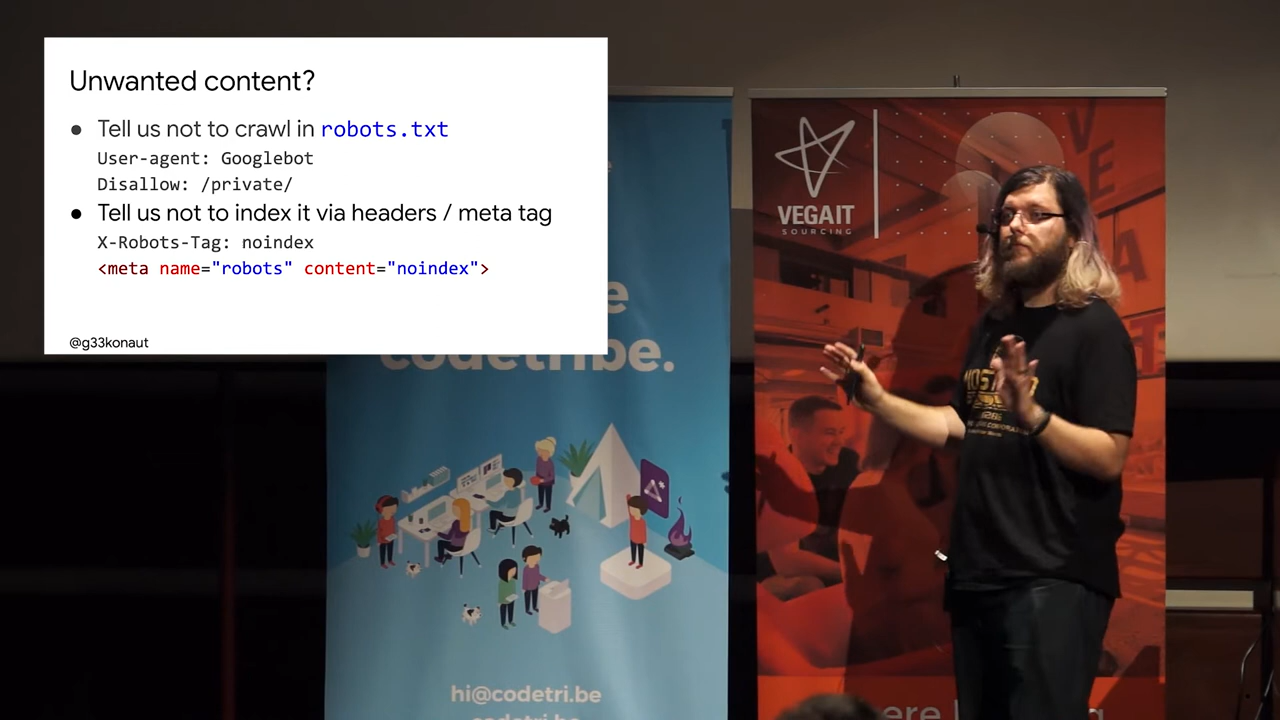 Unwanted content?
● Tell us not to crawl in robots.txt
User-agent: Googlebot
Disallow: /private/
● Tell us not to index it via headers / meta tag
X-Robots-Tag: noindex
<meta name="robots" content="noindex">
@g33konaut
codetribe.
hi@codetri.be
codetri.be
VEGAIT
SOURCING